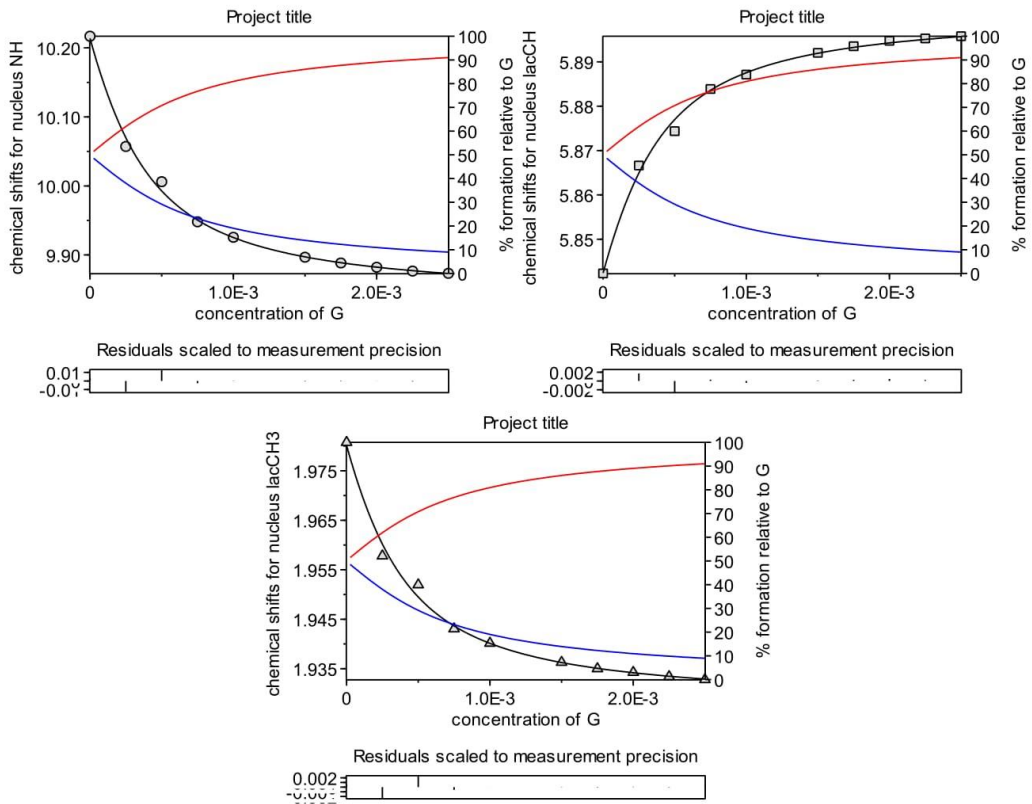 Project title
chemical shifts for nucleus NH
10.20
10.10
10.00
9.90
0
1.0E-3
2.0E-3
concentration of G
100
90
80
70
60
50
40
30
20
10
0
% formation relative to G
Residuals scaled to measurement precision
0.01
Project title
chemical shifts for nucleus lacCH
5.89
5.88
5.87
5.86
5.85
0
1.0E-3
2.0E-3
concentration of G
100
90
80
70
60
50
40
30
20
10
0
% formation relative to G
Residuals scaled to measurement precision
0.002
-0.002
Project title
chemical shifts for nucleus lacCH3
1.975
1.965
1.955
1.945
1.935
0
1.0E-3
2.0E-3
concentration of G
100
90
80
70
60
50
40
30
20
10
0
% formation relative to G
Residuals scaled to measurement precision
0.002